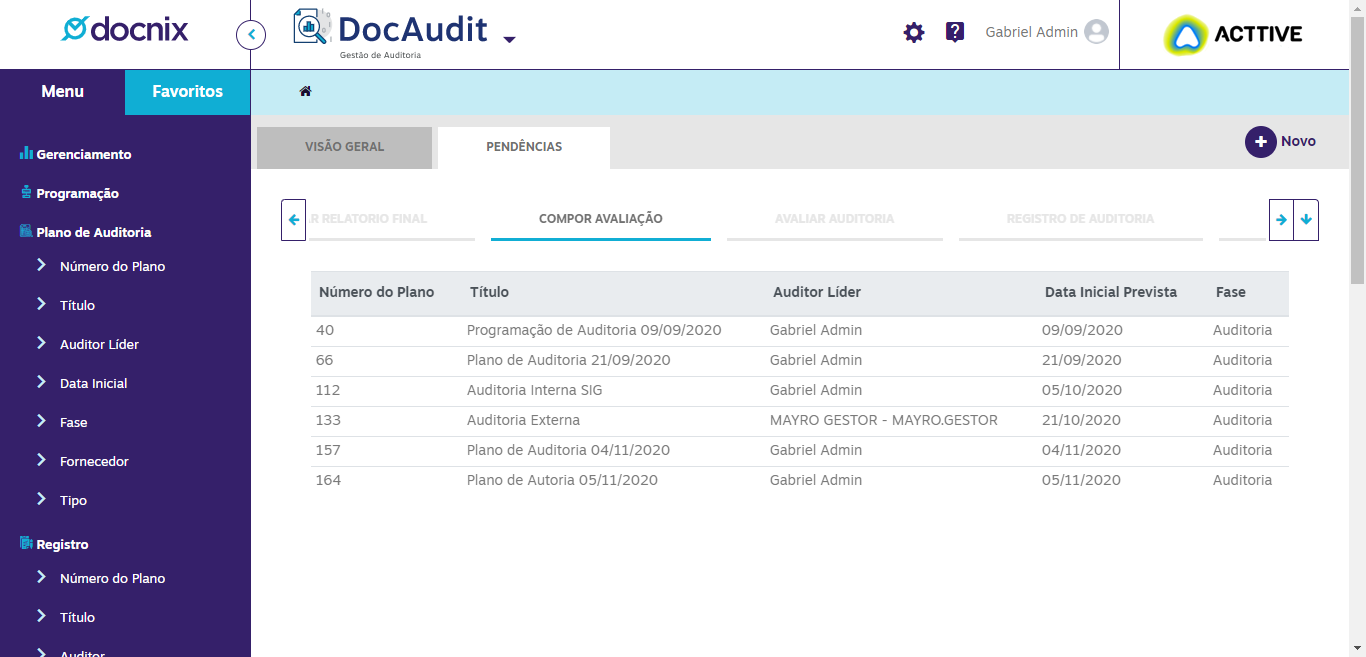 docnix
DocAudit
Gestão de Auditoria
Gabriel Admin
ACTTIVE
Menu
Favoritos
VISÃO GERAL
PENDÊNCIAS
Novo
Gerenciamento
Programação
Plano de Auditoria
Número do Plano
Título
Auditor Líder
Data Inicial
Fase
Fornecedor
Tipo
Registro
Número do Plano
Título
Auditor
R RELATORIO FINAL
COMPOR AVALIAÇÃO
AVALIAR AUDITORIA
REGISTRO DE AUDITORIA
Número do Plano Título Auditor Líder Data Inicial Prevista Fase
40 Programação de Auditoria 09/09/2020 Gabriel Admin 09/09/2020 Auditoria
66 Plano de Auditoria 21/09/2020 Gabriel Admin 21/09/2020 Auditoria
112 Auditoria Interna SIG Gabriel Admin 05/10/2020 Auditoria
133 Auditoria Externa MAYRO GESTOR - MAYRO.GESTOR 21/10/2020 Auditoria
157 Plano de Auditoria 04/11/2020 Gabriel Admin 04/11/2020 Auditoria
164 Plano de Autoria 05/11/2020 Gabriel Admin 05/11/2020 Auditoria